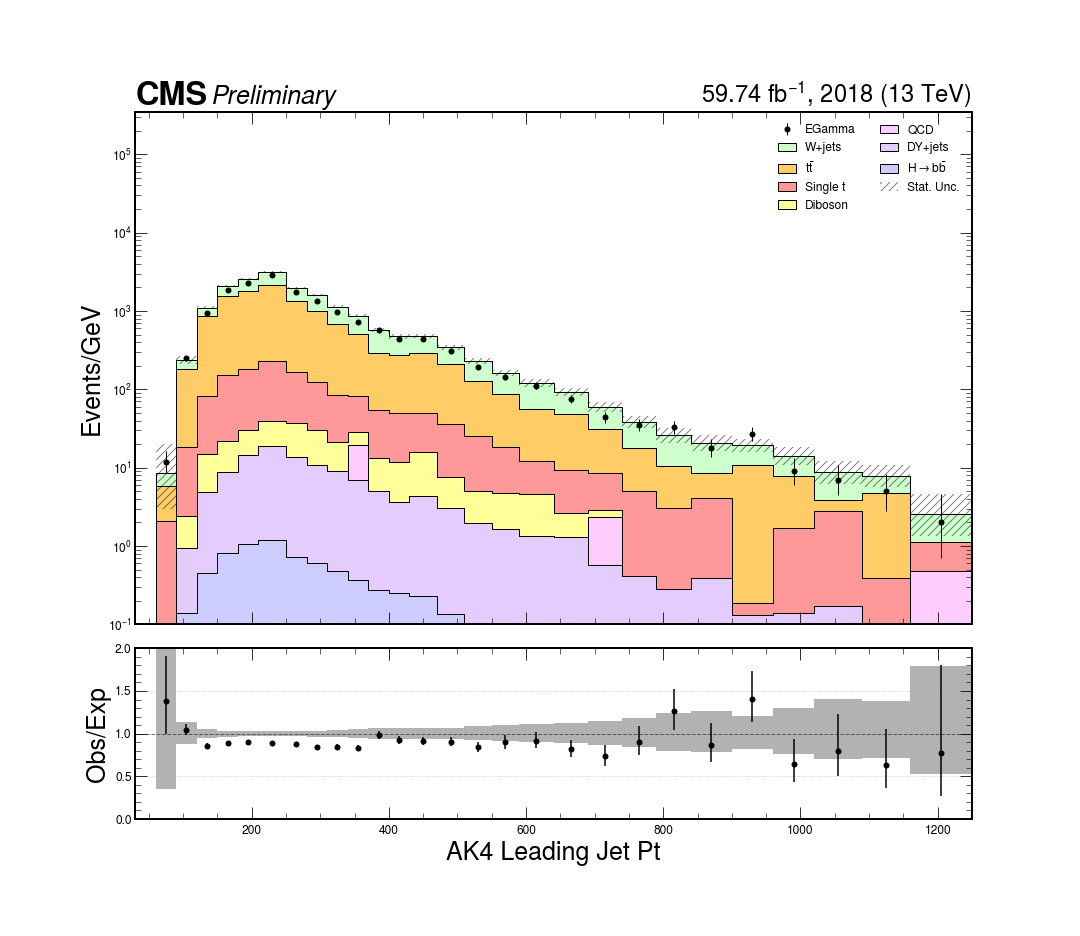 CMS Preliminary
59.74 fb⁻¹, 2018 (13 TeV)
EGamma
W+jets
tt̄
Single t
Diboson
QCD
DY+jets
H→bb̄
Stat. Unc.
Events/GeV
10⁵
10⁴
10³
10²
10¹
10⁰
10⁻¹
Obs/Exp
2.0
1.5
1.0
0.5
0.0
200 400 600 800 1000 1200
AK4 Leading Jet Pt